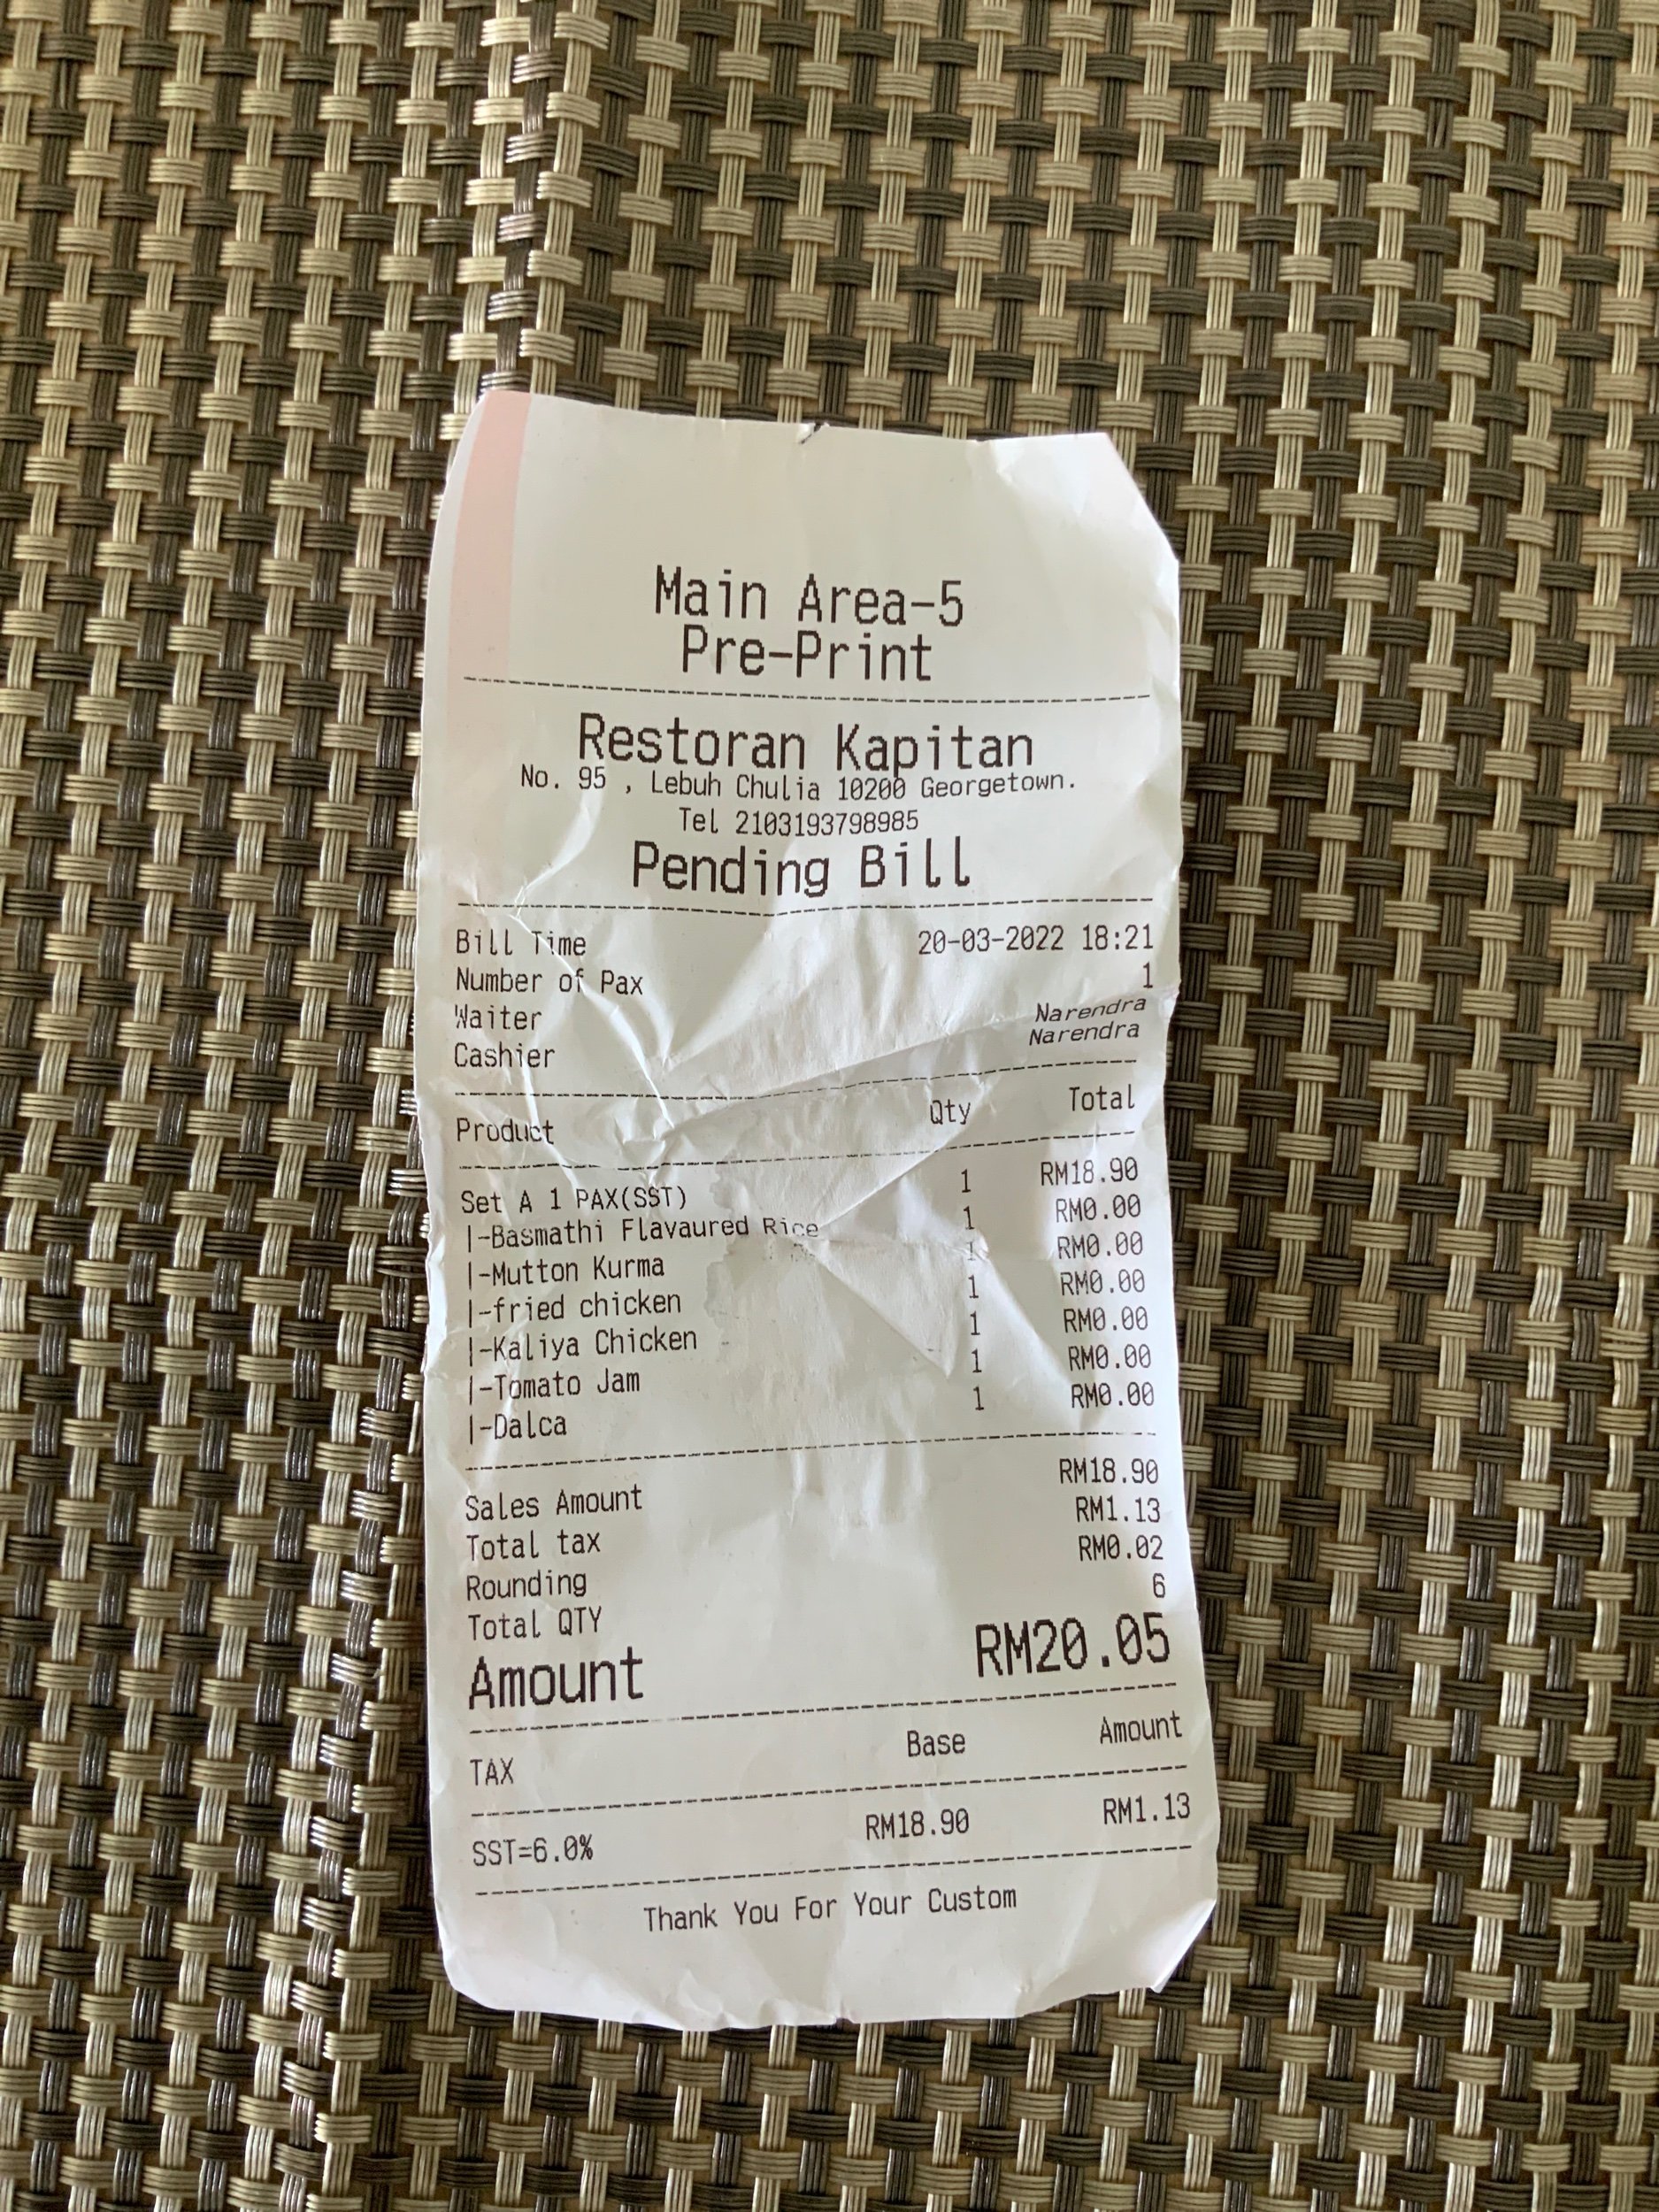 Main Area-5
Pre-Print
Restoran Kapitan
No. 95 , Lebuh Chulia 10200 Georgetown.
Tel 2103193798985
Pending Bill
Bill Time 20-03-2022 18:21
Number of Pax 1
Waiter Narendra
Cashier Narendra
Product Qty Total
Set A 1 PAX(SST) 1 RM18.90
|-Basmathi Flavaured Rice 1 RM0.00
|-Mutton Kurma 1 RM0.00
|-fried chicken 1 RM0.00
|-Kaliya Chicken 1 RM0.00
|-Tomato Jam 1 RM0.00
|-Dalca 1 RM0.00
Sales Amount RM18.90
Total tax RM1.13
Rounding RM0.02
Total QTY 6
Amount RM20.05
TAX Base Amount
SST=6.0% RM18.90 RM1.13
Thank You For Your Custom